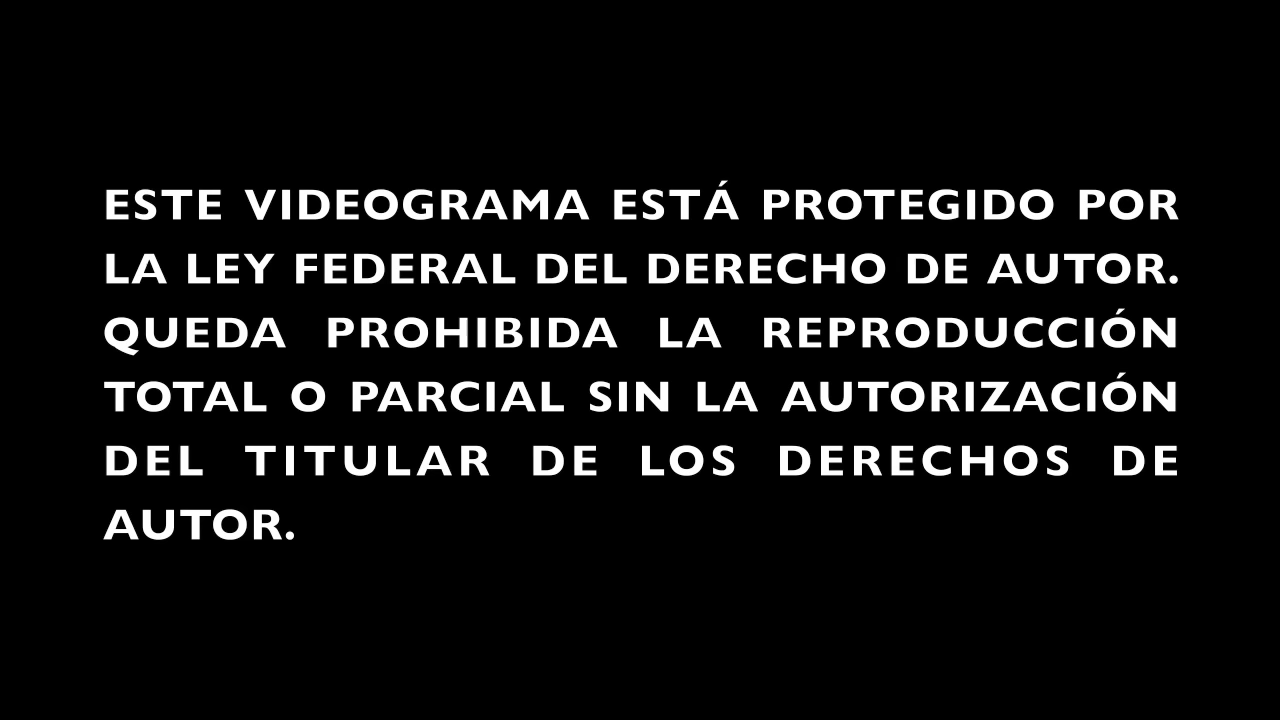 ESTE VIDEOGRAMA ESTÁ PROTEGIDO POR
LA LEY FEDERAL DEL DERECHO DE AUTOR.
QUEDA PROHIBIDA LA REPRODUCCIÓN
TOTAL O PARCIAL SIN LA AUTORIZACIÓN
DEL TITULAR DE LOS DERECHOS DE
AUTOR.